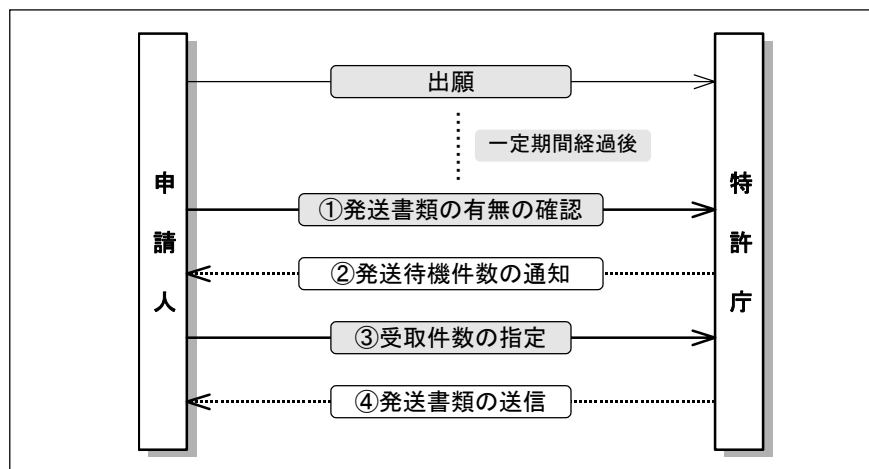 出願
一定期間経過後
申請人
特許庁
①発送書類の有無の確認
②発送待機件数の通知
③受取件数の指定
④発送書類の送信